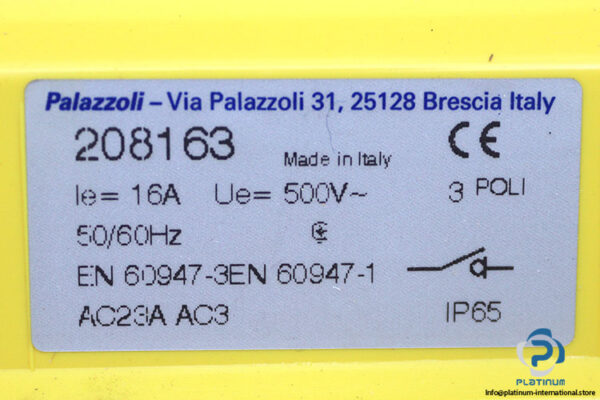 Palazzoli – Via Palazzoli 31, 25128 Brescia Italy
208163 Made in Italy CE
Ie= 16A Ue= 500V~ 3 POLI
50/60Hz
EN 60947-3EN 60947-1
AC23A AC3 IP65
PLATINUM
Info@platinum-international.store